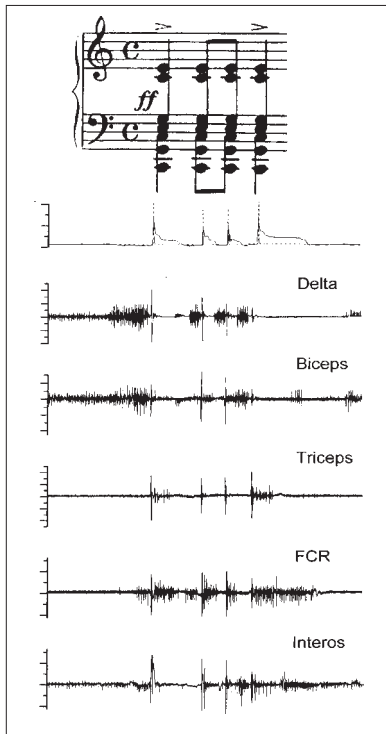 ff
Delta
Biceps
Triceps
FCR
Interos